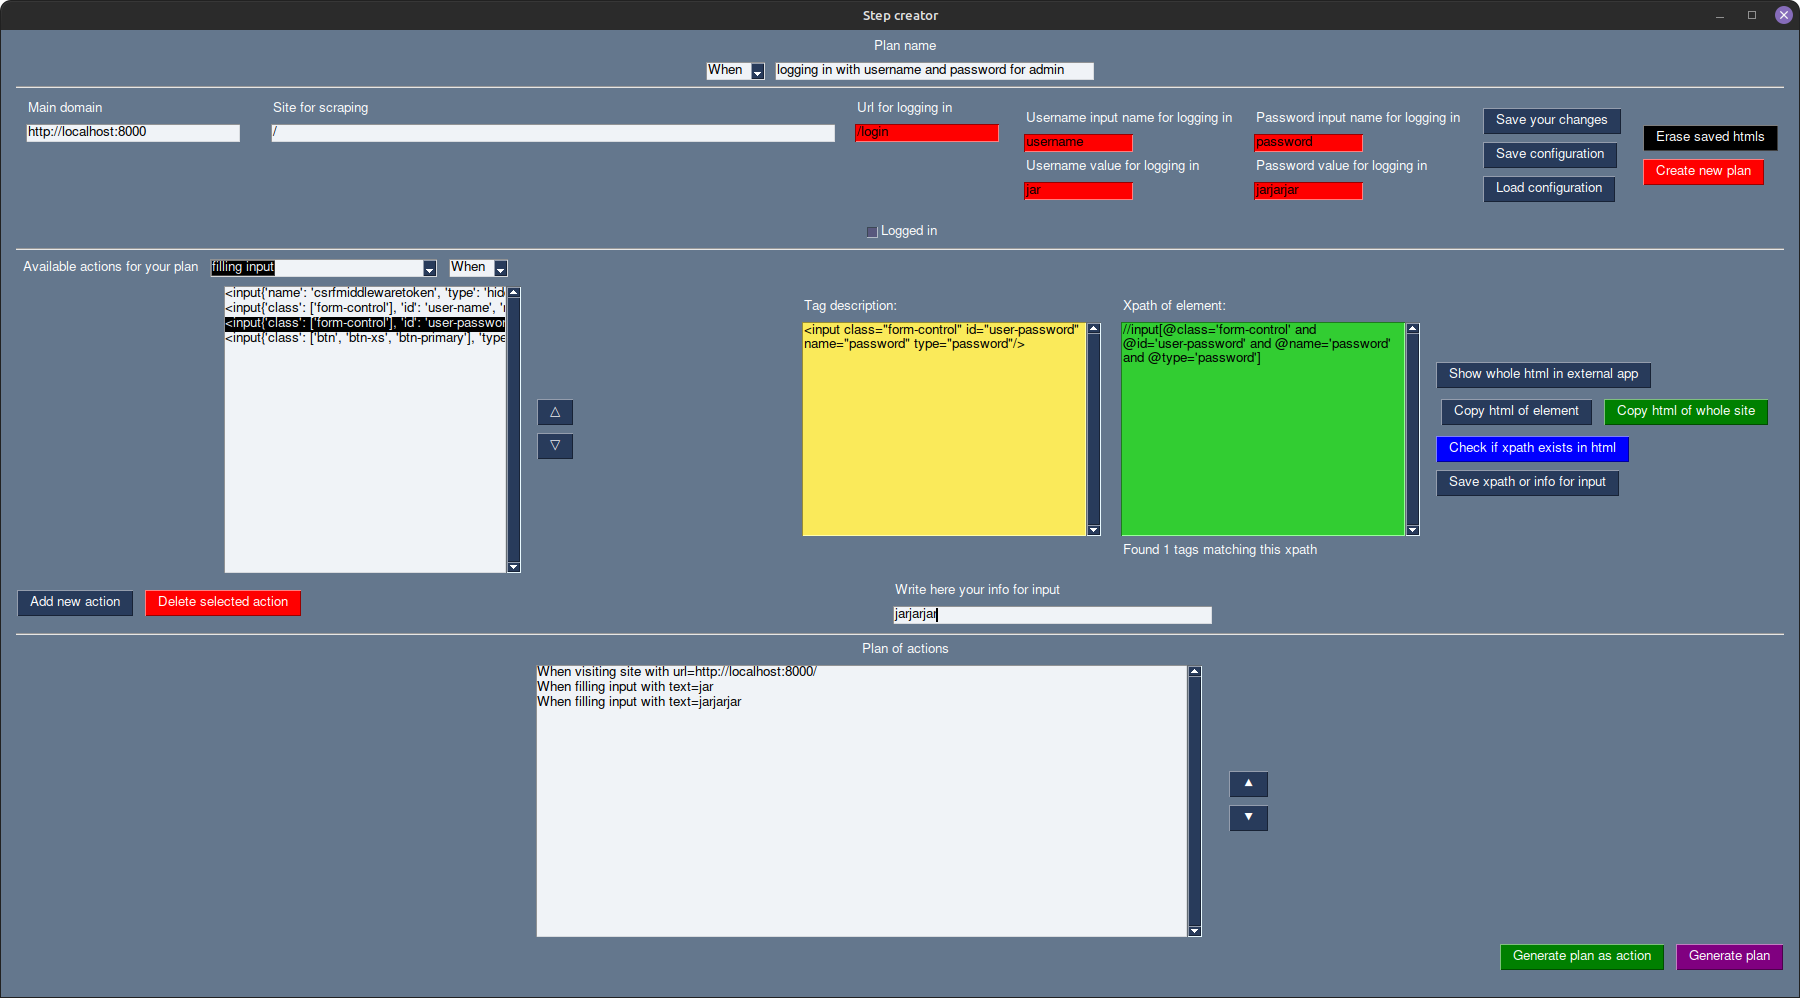 Step creator
Plan name
When
logging in with username and password for admin
Main domain
Site for scraping
Url for logging in
http://localhost:8000
/
/login
Username input name for logging in
Password input name for logging in
username
password
Username value for logging in
Password value for logging in
jar
jarjarjar
Save your changes
Save configuration
Load configuration
Erase saved htmls
Create new plan
Logged in
Available actions for your plan
filling input
When
<input{'name': 'csrfmiddlewaretoken', 'type': 'hid
<input{'class': ['form-control'], 'id': 'user-name',
<input{'class': ['form-control'], 'id': 'user-passwor
<input{'class': ['btn', 'btn-xs', 'btn-primary'], 'type
△
▽
Tag description:
<input class="form-control" id="user-password"
name="password" type="password"/>
Xpath of element:
//input[@class='form-control' and
@id='user-password' and @name='password'
and @type='password']
Found 1 tags matching this xpath
Show whole html in external app
Copy html of element
Copy html of whole site
Check if xpath exists in html
Save xpath or info for input
Add new action
Delete selected action
Write here your info for input
jarjarjar
Plan of actions
When visiting site with url=http://localhost:8000/
When filling input with text=jar
When filling input with text=jarjarjar
▲
▼
Generate plan as action
Generate plan